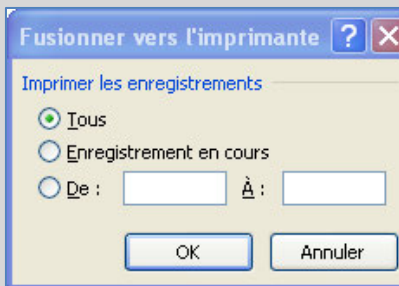 Fusionner vers l'imprimante
Imprimer les enregistrements
Tous
Enregistrement en cours
De : À :
OK Annuler